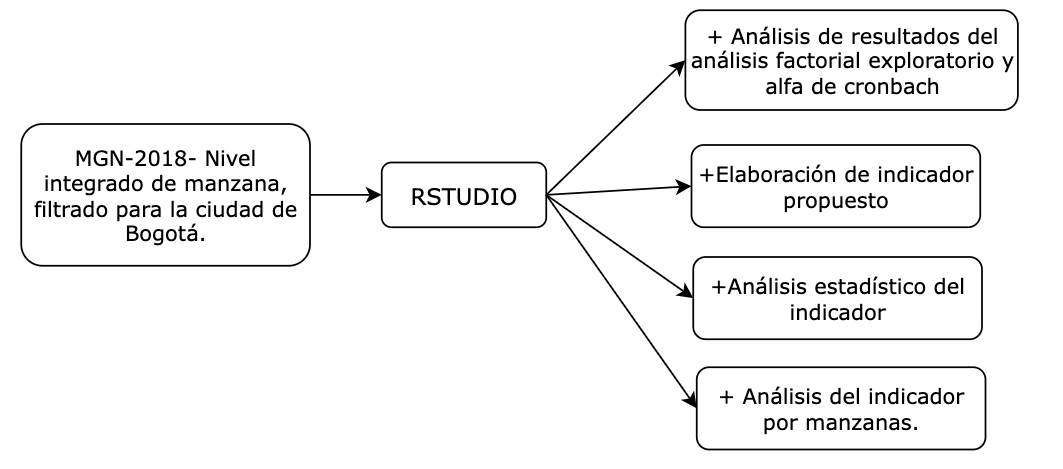 MGN-2018- Nivel
integrado de manzana,
filtrado para la ciudad de
Bogotá.
RSTUDIO
+ Análisis de resultados del
análisis factorial exploratorio y
alfa de cronbach
+Elaboración de indicador
propuesto
+Análisis estadístico del
indicador
+ Análisis del indicador
por manzanas.